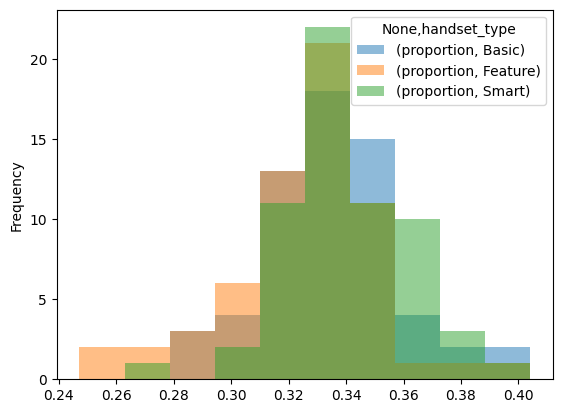 None,handset_type
(proportion, Basic)
(proportion, Feature)
(proportion, Smart)
Frequency
20
15
10
5
0
0.24 0.26 0.28 0.30 0.32 0.34 0.36 0.38 0.40